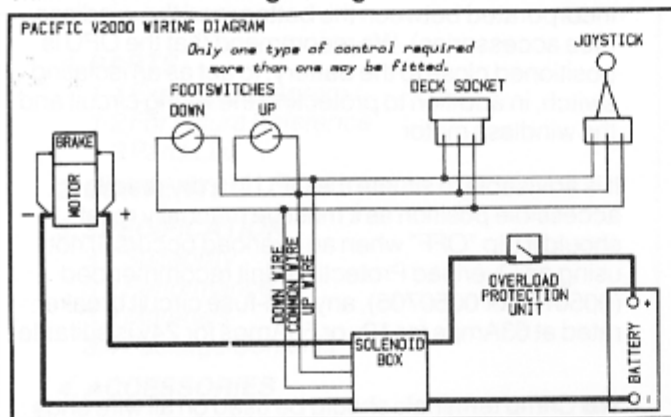 PACIFIC V2000 WIRING DIAGRAM
Only one type of control required
more than one may be fitted.
JOYSTICK
FOOTSWITCHES
DOWN
UP
DECK SOCKET
BRAKE
MOTOR
-
+
DOWN WIRE
COMMON WIRE
UP WIRE
OVERLOAD
PROTECTION
UNIT
SOLENOID
BOX
BATTERY
+
-